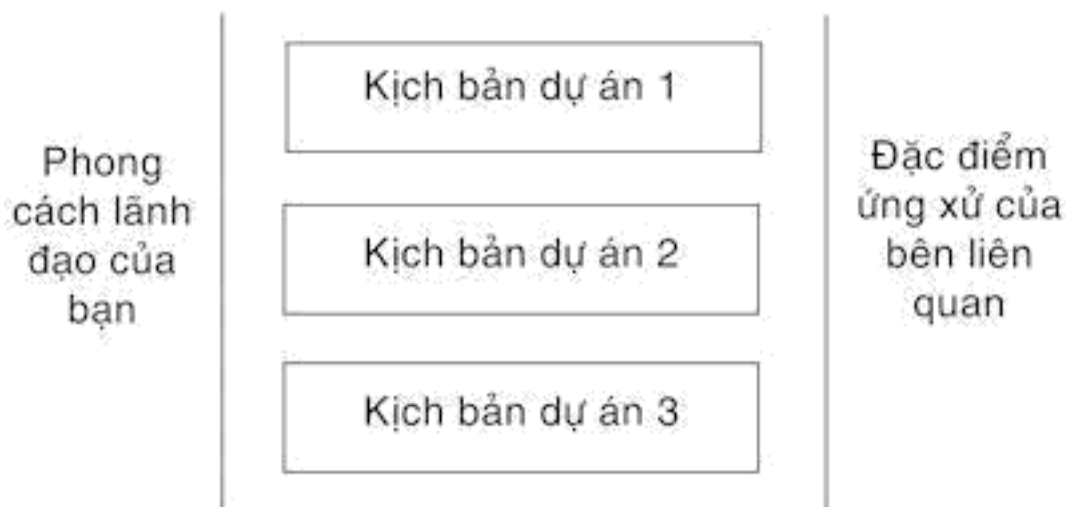 Phong
cách lãnh
đạo của
bạn
Kịch bản dự án 1
Kịch bản dự án 2
Kịch bản dự án 3
Đặc điểm
ứng xử của
bên liên
quan